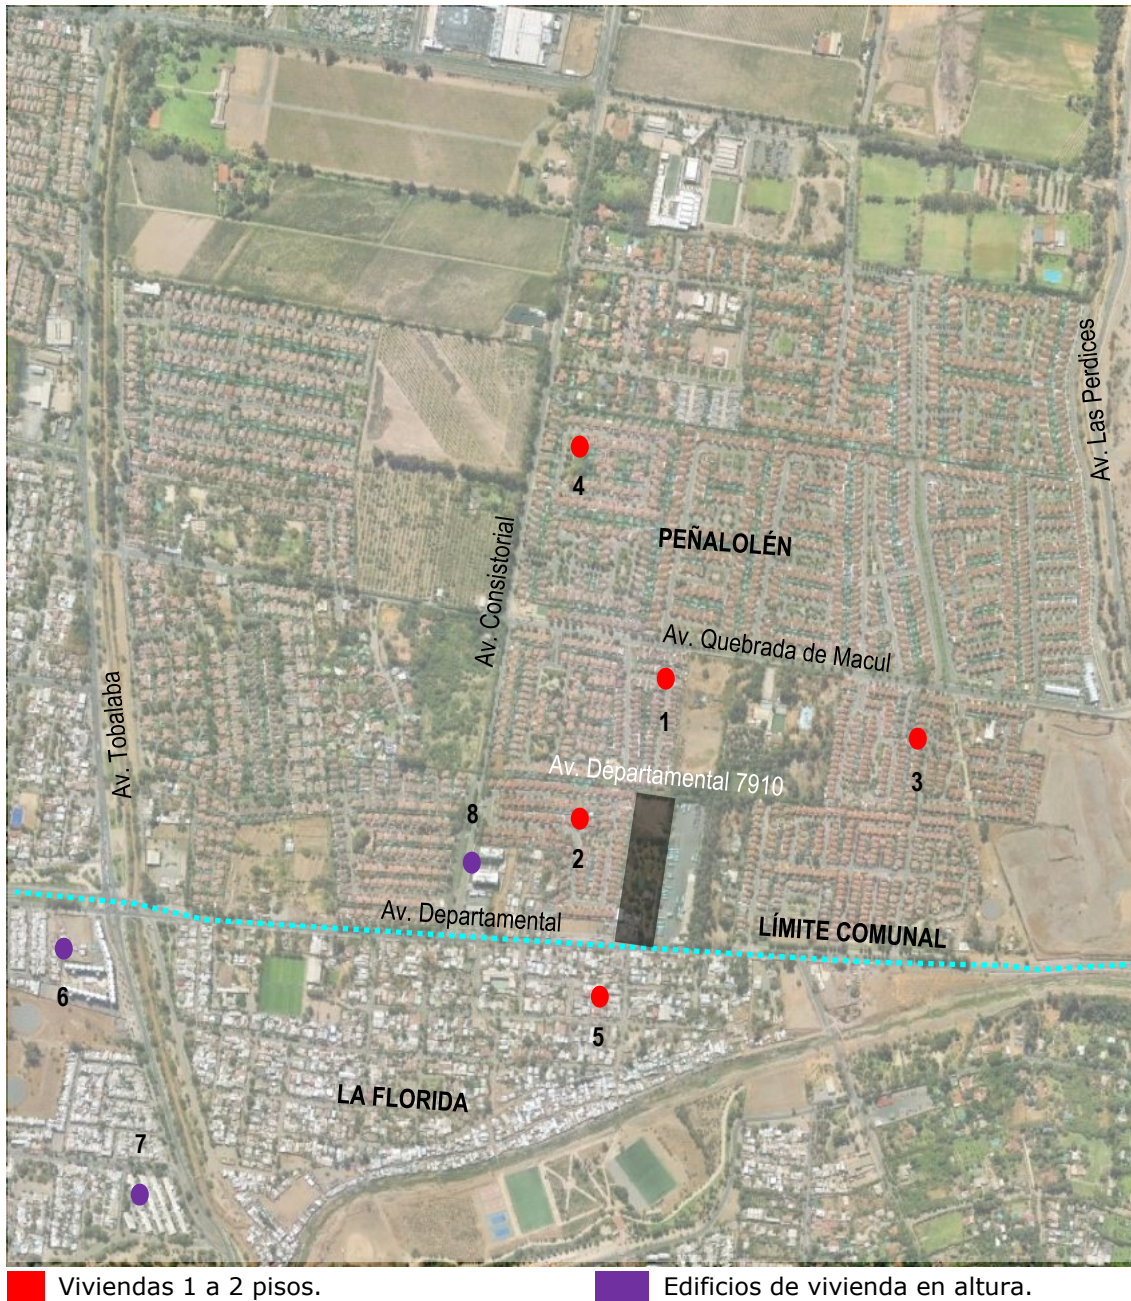 Av. Las Perdices
4
PEÑALOLÉN
Av. Consistorial
Av. Quebrada de Macul
Av. Tobalaba
1
3
Av. Departamental 7910
8
2
Av. Departamental
LÍMITE COMUNAL
6
5
LA FLORIDA
7
Viviendas 1 a 2 pisos.
Edificios de vivienda en altura.